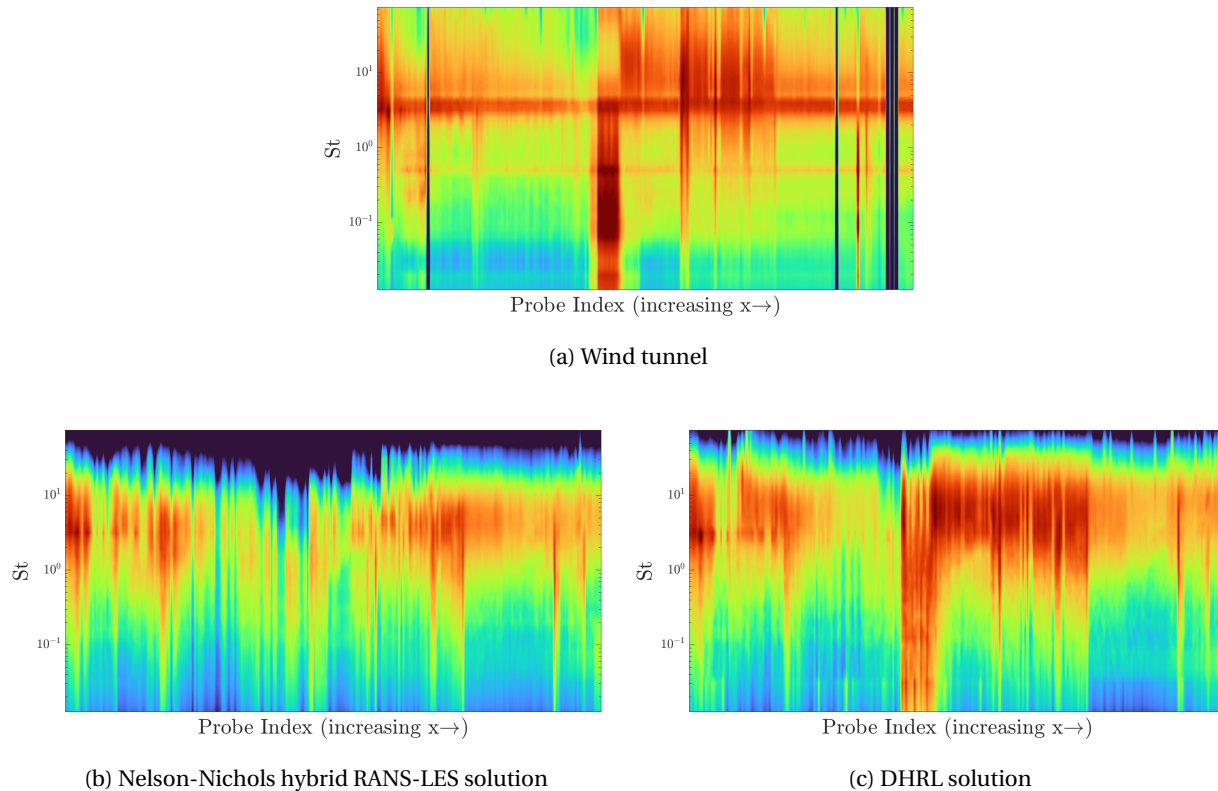 St
10¹
10⁰
10⁻¹
Probe Index (increasing x→)
(a) Wind tunnel
St
10¹
10⁰
10⁻¹
Probe Index (increasing x→)
(b) Nelson-Nichols hybrid RANS-LES solution
St
10¹
10⁰
10⁻¹
Probe Index (increasing x→)
(c) DHRL solution